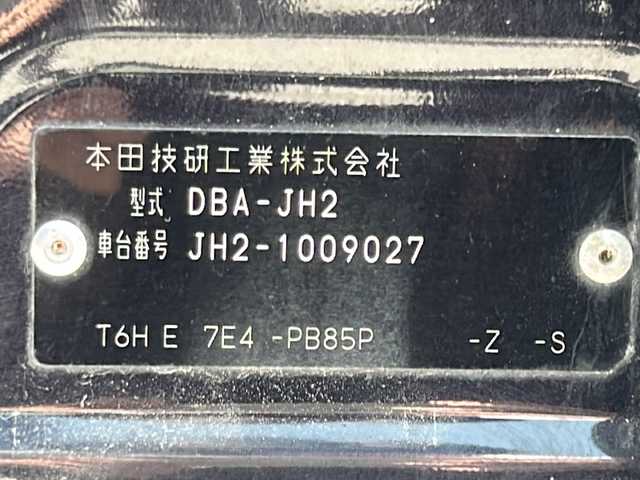 本田技研工業株式会社
型式 DBA-JH2
車台番号 JH2-1009027
T6H E 7E4 -PB85P -Z -S